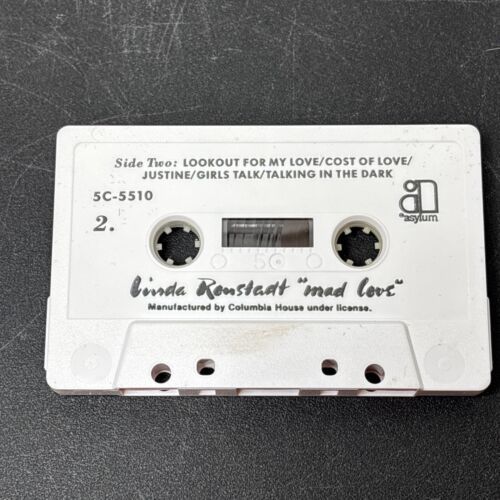 Side Two: LOOKOUT FOR MY LOVE/COST OF LOVE/
JUSTINE/GIRLS TALK/TALKING IN THE DARK
5C-5510
asylum
2.
50
Linda Ronstadt "mad love"
Manufactured by Columbia House under license.